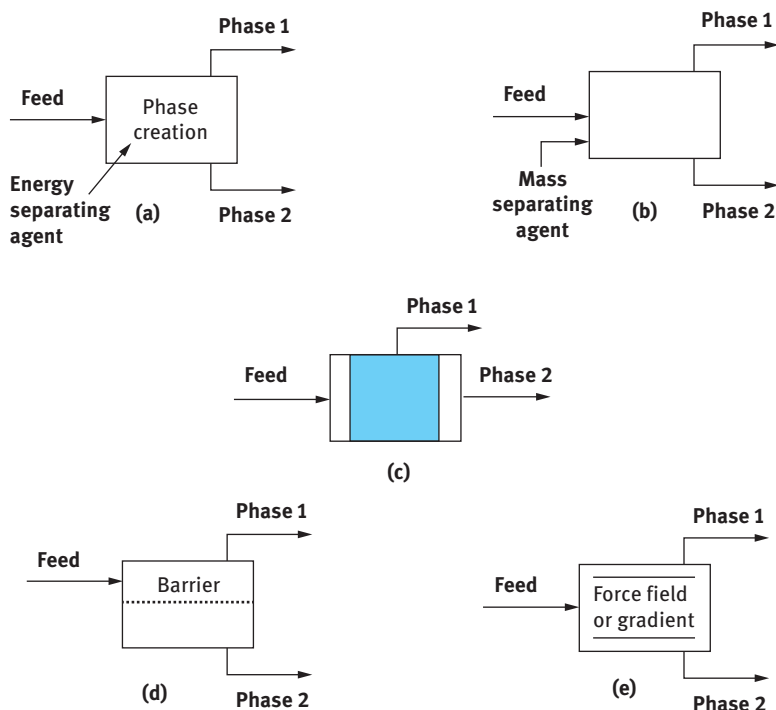 Phase 1
Feed
Phase
creation
Energy
separating
agent
(a)
Phase 2
Phase 1
Feed
Mass
separating
agent
(b)
Phase 2
Phase 1
Feed
Phase 2
(c)
Phase 1
Feed
Barrier
(d)
Phase 2
Phase 1
Feed
Force field
or gradient
(e)
Phase 2